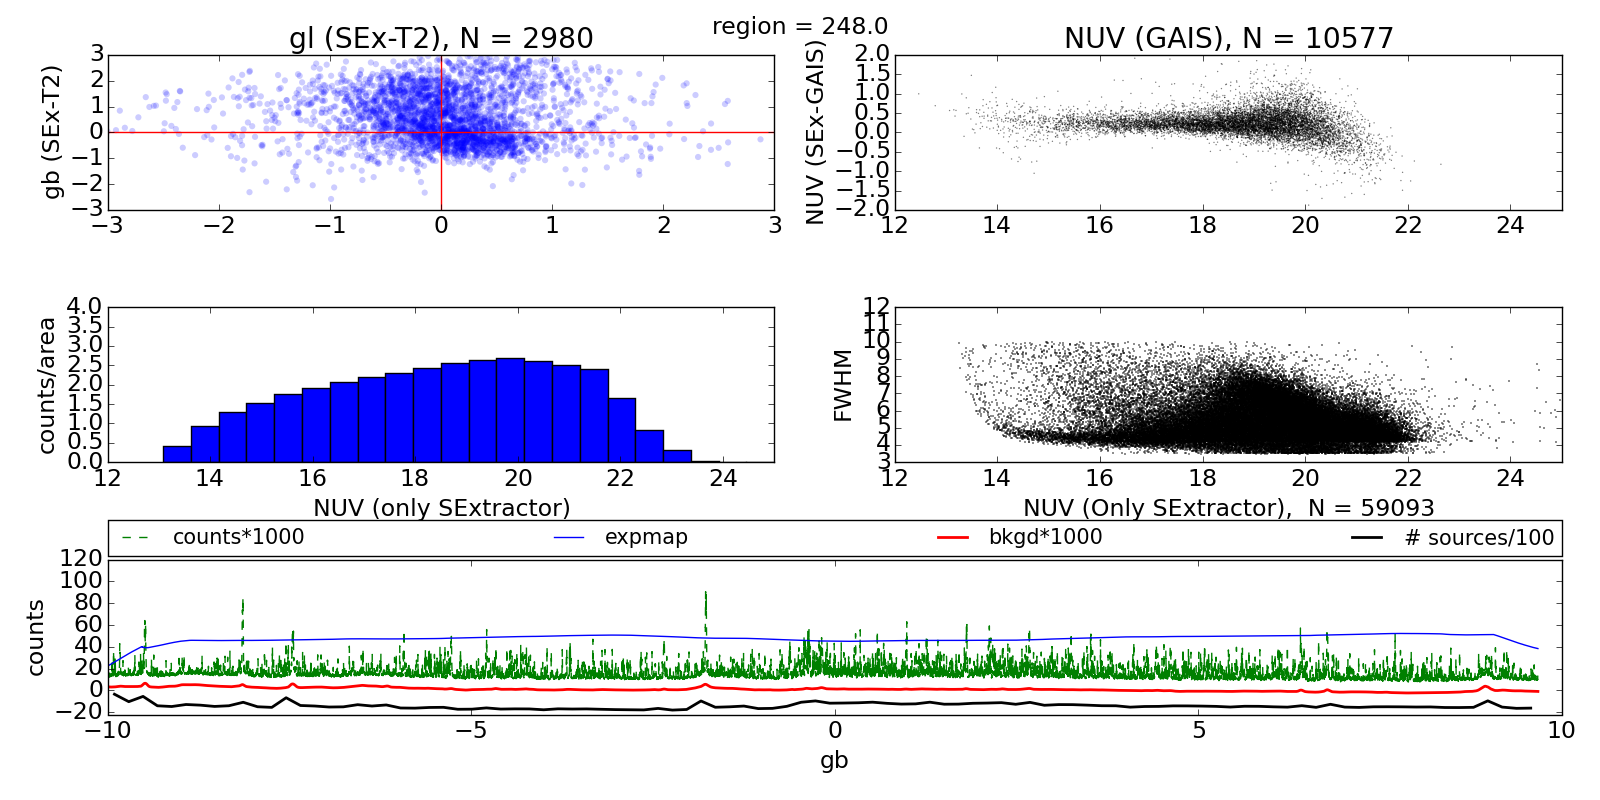 region = 248.0
gl (SEx-T2), N = 2980
gb (SEx-T2)
3
2
1
0
−1
−2
−3
−3 −2 −1 0 1 2 3
NUV (GAIS), N = 10577
NUV (SEx-GAIS)
2.0
1.5
1.0
0.5
0.0
−0.5
−1.0
−1.5
−2.0
12 14 16 18 20 22 24
counts/area
4.0
3.5
3.0
2.5
2.0
1.5
1.0
0.5
0.0
12 14 16 18 20 22 24
NUV (only SExtractor)
FWHM
12
11
10
9
8
7
6
5
4
3
12 14 16 18 20 22 24
NUV (Only SExtractor), N = 59093
counts*1000 expmap bkgd*1000 # sources/100
counts
120
100
80
60
40
20
0
−20
−10 −5 0 5 10
gb